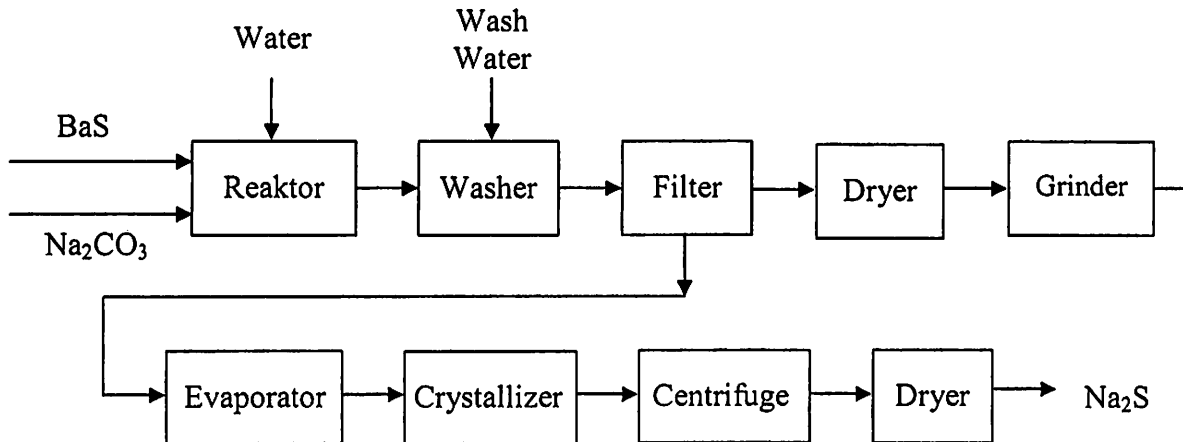 Water
Wash
Water
BaS
Reaktor
Washer
Filter
Dryer
Grinder
Na₂CO₃
Evaporator
Crystallizer
Centrifuge
Dryer
Na₂S